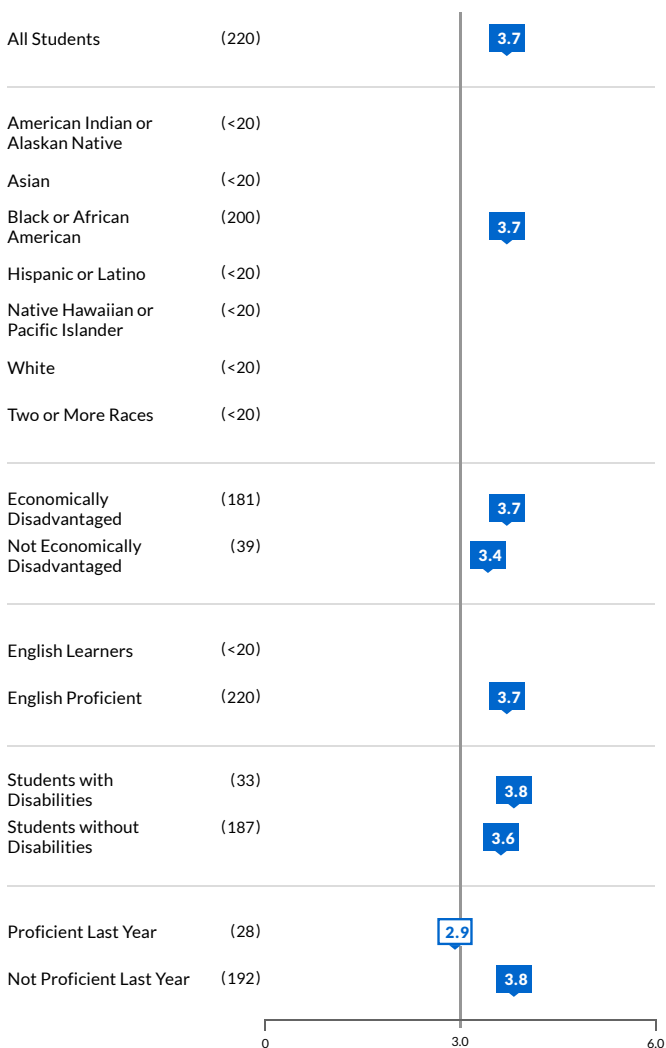 All Students (220) 3.7
American Indian or (<20)
Alaskan Native
Asian (<20)
Black or African (200) 3.7
American
Hispanic or Latino (<20)
Native Hawaiian or (<20)
Pacific Islander
White (<20)
Two or More Races (<20)
Economically (181) 3.7
Disadvantaged
Not Economically (39) 3.4
Disadvantaged
English Learners (<20)
English Proficient (220) 3.7
Students with (33) 3.8
Disabilities
Students without (187) 3.6
Disabilities
Proficient Last Year (28) 2.9
Not Proficient Last Year (192) 3.8
0 3.0 6.0